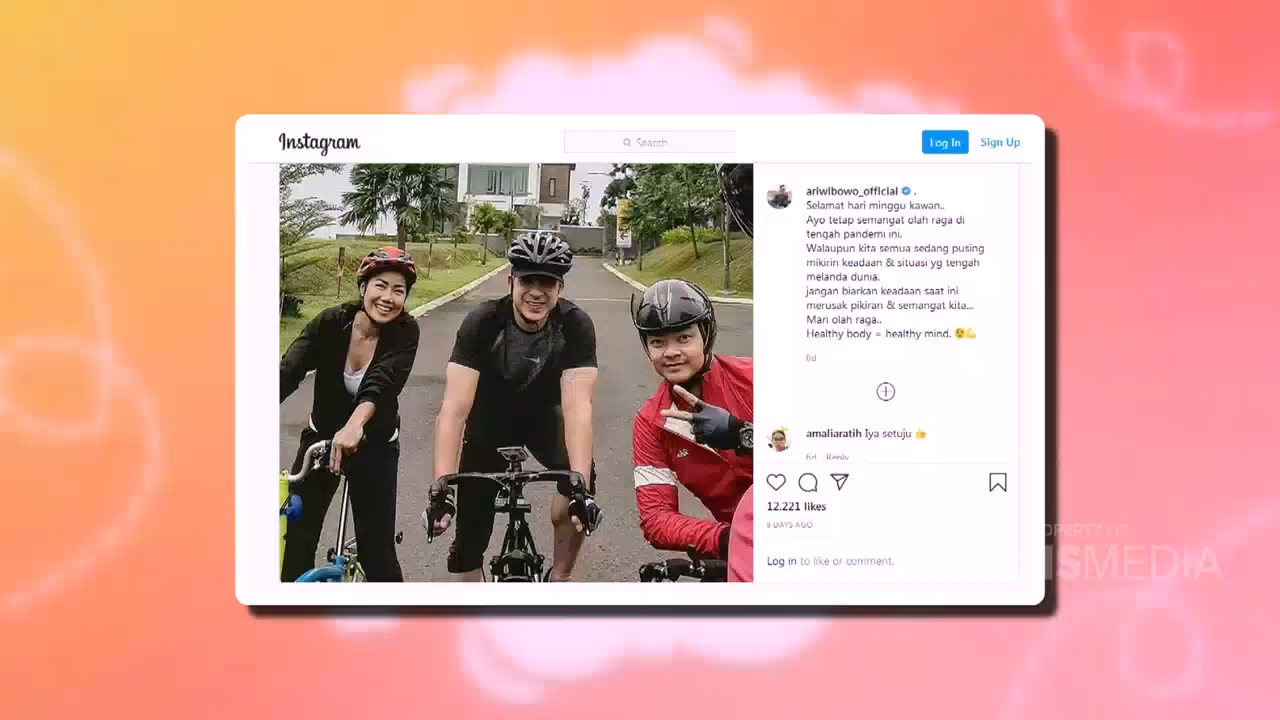 Instagram
Search
Log In
Sign Up
ariwibowo_official .
Selamat hari minggu kawan..
Ayo tetap semangat olah raga di
tengah pandemi ini.
Walaupun kita semua sedang pusing
mikirin keadaan & situasi yg tengah
melanda dunia.
jangan biarkan keadaan saat ini
merusak pikiran & semangat kita...
Mari olah raga..
Healthy body = healthy mind. 😲💪
6d
amaliaratih Iya setuju 👍
6d Reply
12.221 likes
6 DAYS AGO
Log in to like or comment.
MEDIA